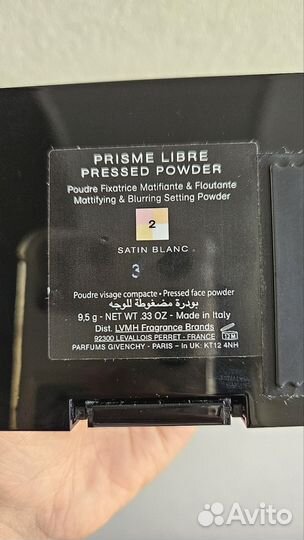 PRISME LIBRE
PRESSED POWDER
Poudre Fixatrice Matifiante & Floutante
Mattifying & Blurring Setting Powder
2
SATIN BLANC
3
Poudre visage compacte - Pressed face powder
بودرة مضغوطة للوجه
9,5 g - NET WT .33 OZ - Made in Italy
Dist. LVMH Fragrance Brands
92300 LEVALLOIS PERRET - FRANCE
12M
PARFUMS GIVENCHY - PARIS - In UK: KT12 4NH
Avito